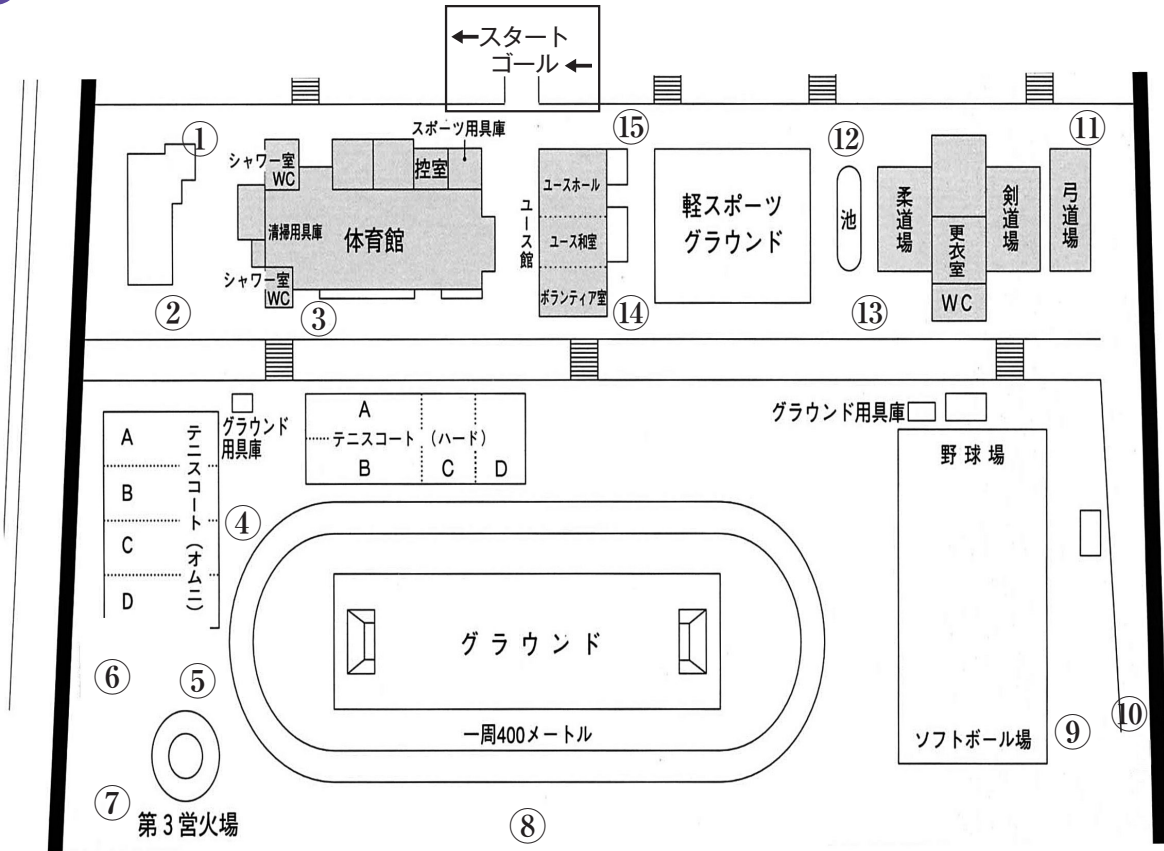 ←スタート
ゴール←
①
スポーツ用具庫
⑮
⑫
⑪
シャワー室
WC
控室
清掃用具庫
体育館
シャワー室
WC
ユース館
ユースホール
ユース和室
ボランティア室
軽スポーツ
グラウンド
池
柔道場
更衣室
WC
剣道場
弓道場
②
③
⑭
⑬
グラウンド
用具庫
A
テニスコート (ハード)
B C D
グラウンド用具庫
野球場
A
B
C
D
テニスコート(オムニ)
④
グラウンド
⑥
⑤
一周400メートル
ソフトボール場
⑨
⑩
⑦
第3営火場
⑧